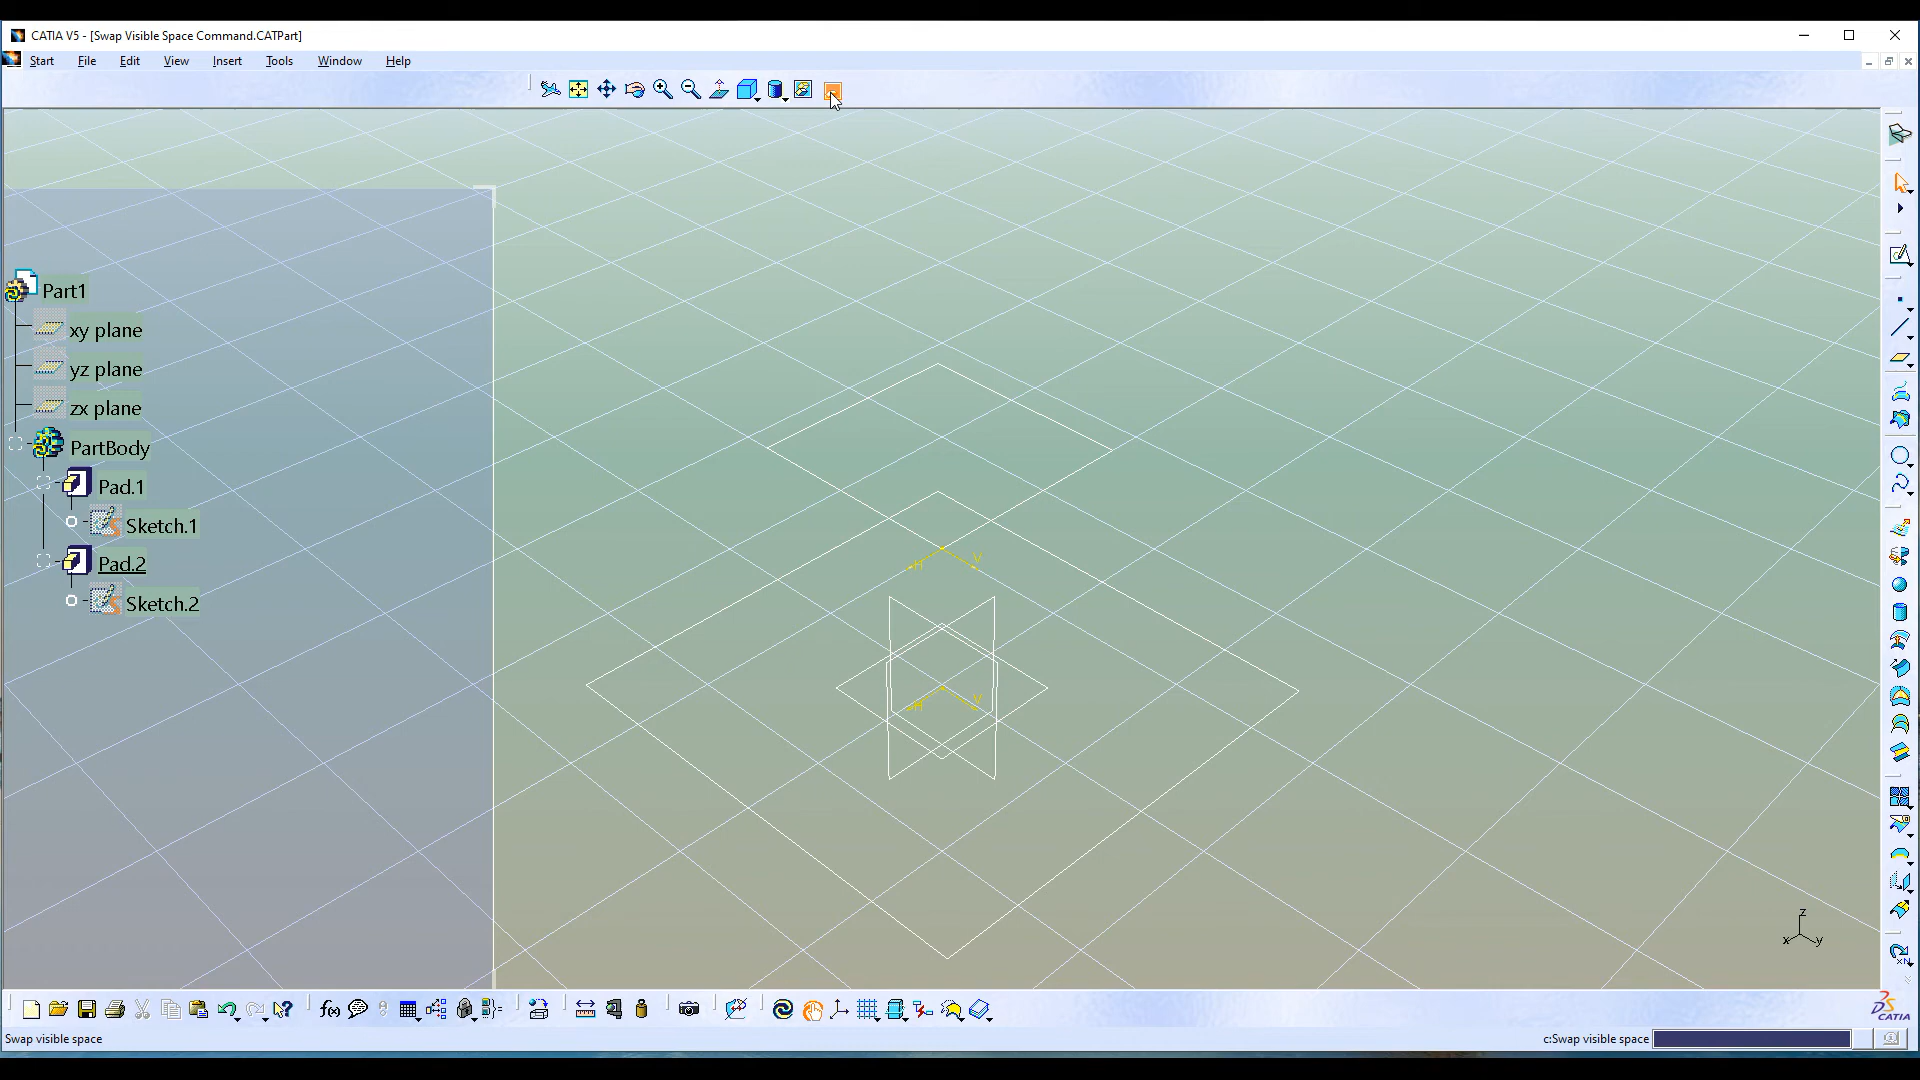 CATIA V5 - [Swap Visible Space Command.CATPart]
Start File Edit View Insert Tools Window Help
Part1
xy plane
yz plane
zx plane
PartBody
Pad.1
Sketch.1
Pad.2
Sketch.2
H V
H V
z
x y
f(x)
CATIA
Swap visible space
c:Swap visible space